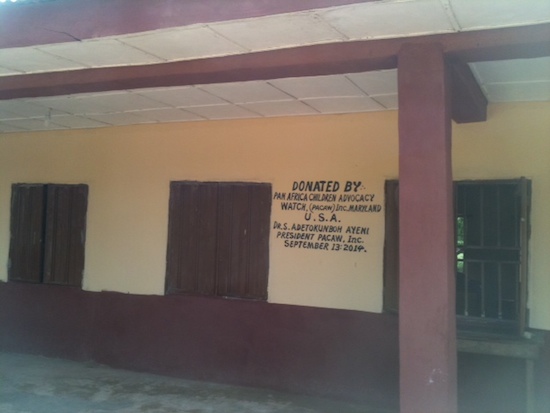 DONATED BY
PAN AFRICA CHILDREN ADVOCACY
WATCH, (PACAW) Inc. MARYLAND
U.S.A.
DR. S. ADETOKUNBOH AYENI
PRESIDENT PACAW, Inc.
SEPTEMBER 13: 2014.